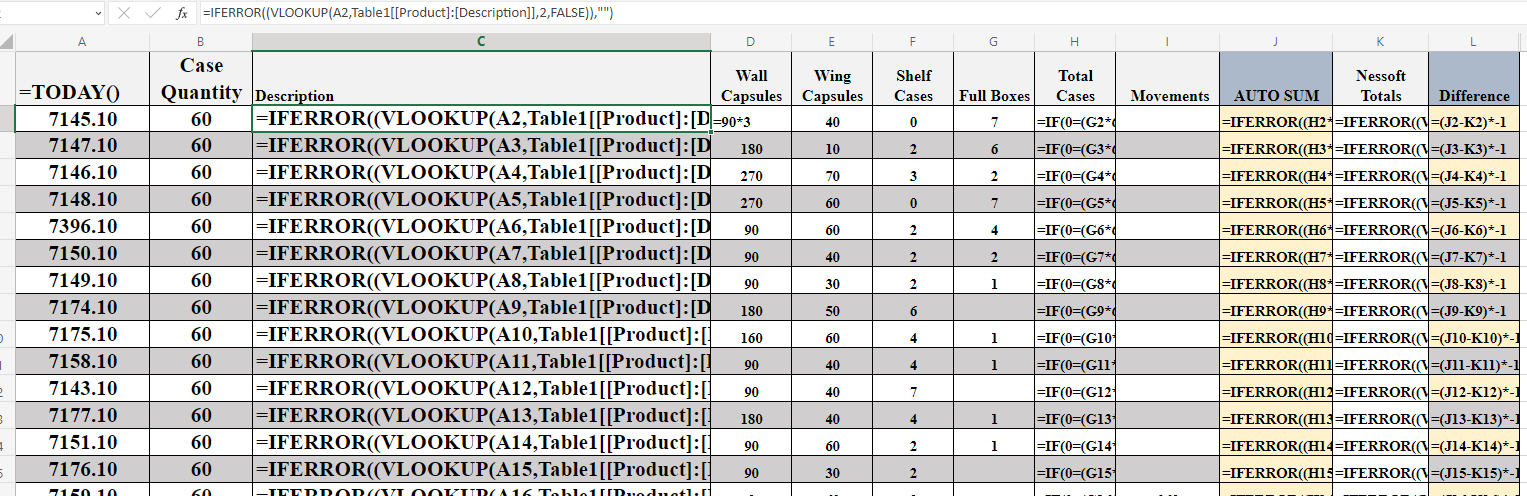 fx =IFERROR((VLOOKUP(A2,Table1[[Product]:[Description]],2,FALSE)),"")
A B C D E F G H I J K L
=TODAY() Case Quantity Description Wall Capsules Wing Capsules Shelf Cases Full Boxes Total Cases Movements AUTO SUM Nessoft Totals Difference
7145.10 60 =IFERROR((VLOOKUP(A2,Table1[[Product]:[D =90*3 40 0 7 =IF(0=(G2*6 =IFERROR((H2* =IFERROR((V =(J2-K2)*-1
7147.10 60 =IFERROR((VLOOKUP(A3,Table1[[Product]:[D 180 10 2 6 =IF(0=(G3*6 =IFERROR((H3* =IFERROR((V =(J3-K3)*-1
7146.10 60 =IFERROR((VLOOKUP(A4,Table1[[Product]:[D 270 70 3 2 =IF(0=(G4*6 =IFERROR((H4* =IFERROR((V =(J4-K4)*-1
7148.10 60 =IFERROR((VLOOKUP(A5,Table1[[Product]:[D 270 60 0 7 =IF(0=(G5*6 =IFERROR((H5* =IFERROR((V =(J5-K5)*-1
7396.10 60 =IFERROR((VLOOKUP(A6,Table1[[Product]:[D 90 60 2 4 =IF(0=(G6*6 =IFERROR((H6* =IFERROR((V =(J6-K6)*-1
7150.10 60 =IFERROR((VLOOKUP(A7,Table1[[Product]:[D 90 40 2 2 =IF(0=(G7*6 =IFERROR((H7* =IFERROR((V =(J7-K7)*-1
7149.10 60 =IFERROR((VLOOKUP(A8,Table1[[Product]:[D 90 30 2 1 =IF(0=(G8*6 =IFERROR((H8* =IFERROR((V =(J8-K8)*-1
7174.10 60 =IFERROR((VLOOKUP(A9,Table1[[Product]:[D 180 50 6 =IF(0=(G9*6 =IFERROR((H9* =IFERROR((V =(J9-K9)*-1
7175.10 60 =IFERROR((VLOOKUP(A10,Table1[[Product]:[ 160 60 4 1 =IF(0=(G10* =IFERROR((H10 =IFERROR((V =(J10-K10)*-1
7158.10 60 =IFERROR((VLOOKUP(A11,Table1[[Product]:[ 90 40 4 1 =IF(0=(G11* =IFERROR((H11 =IFERROR((V =(J11-K11)*-1
7143.10 60 =IFERROR((VLOOKUP(A12,Table1[[Product]:[ 90 40 7 =IF(0=(G12* =IFERROR((H12 =IFERROR((V =(J12-K12)*-1
7177.10 60 =IFERROR((VLOOKUP(A13,Table1[[Product]:[ 180 40 4 1 =IF(0=(G13* =IFERROR((H13 =IFERROR((V =(J13-K13)*-1
7151.10 60 =IFERROR((VLOOKUP(A14,Table1[[Product]:[ 90 60 2 1 =IF(0=(G14* =IFERROR((H14 =IFERROR((V =(J14-K14)*-1
7176.10 60 =IFERROR((VLOOKUP(A15,Table1[[Product]:[ 90 30 2 =IF(0=(G15* =IFERROR((H15 =IFERROR((V =(J15-K15)*-1
7159.10 60 =IFERROR((VLOOKUP(A16,Table1[[Product]:[